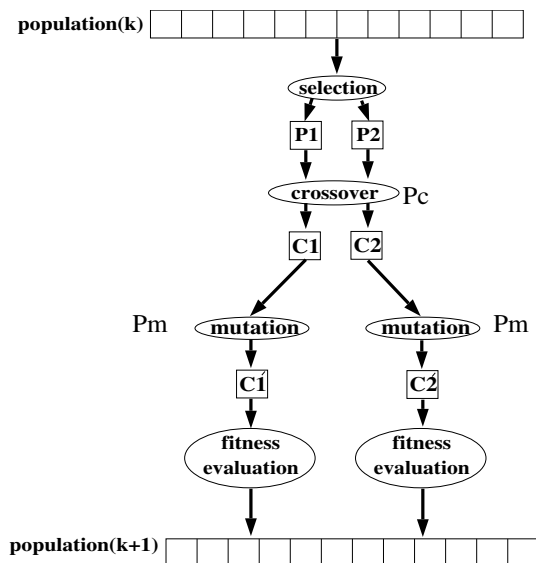 population(k)
selection
P1 P2
crossover Pc
C1 C2
Pm mutation mutation Pm
C1́ C2́
fitness fitness
evaluation evaluation
population(k+1)